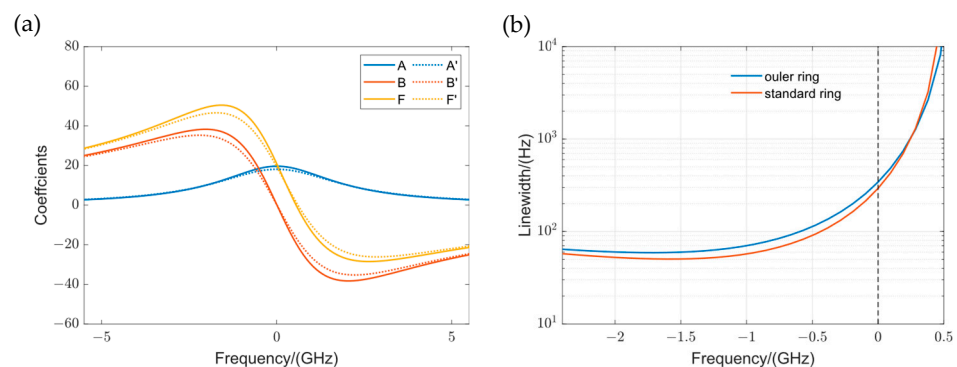 (a)
80
60
40
20
0
−20
−40
−60
Coeffcients
−5
0
5
Frequency/(GHz)
A
A'
B
B'
F
F'
(b)
10^4
10^3
10^2
10^1
Linewidth/(Hz)
−2
−1.5
−1
−0.5
0
0.5
Frequency/(GHz)
ouler ring
standard ring